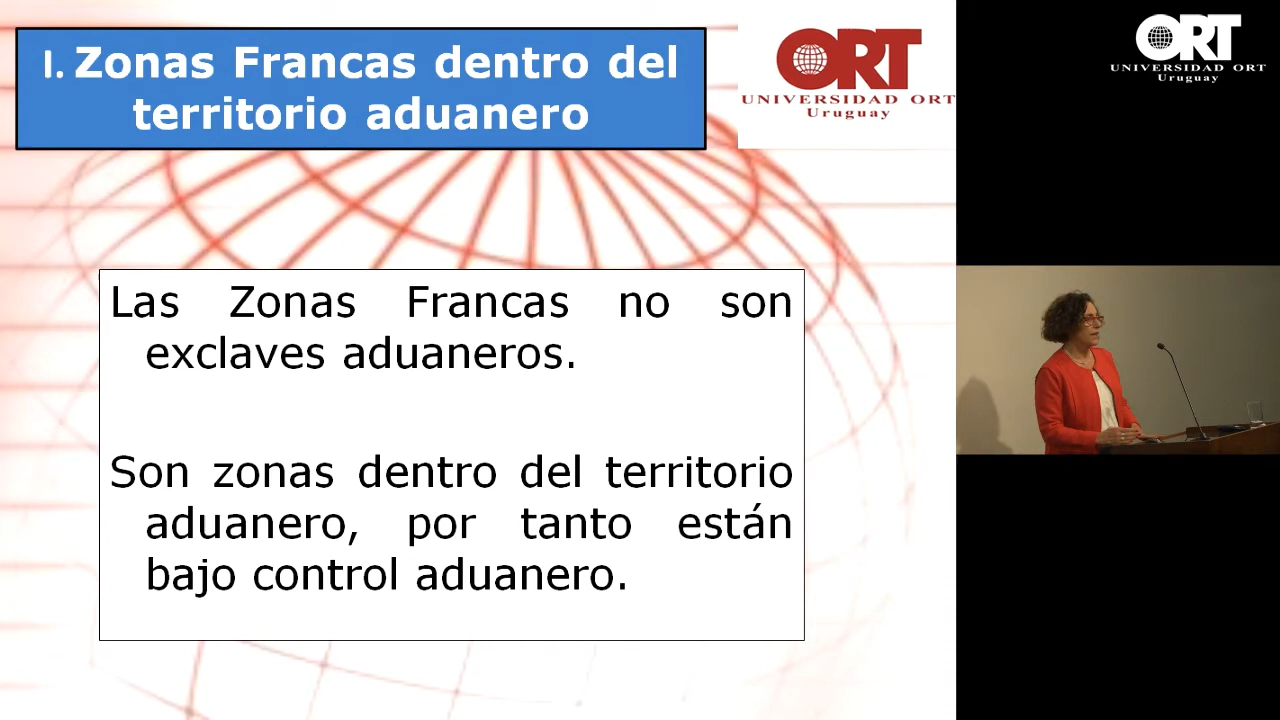 I. Zonas Francas dentro del
territorio aduanero
ORT
UNIVERSIDAD ORT
Uruguay
ORT
UNIVERSIDAD ORT
Uruguay
Las Zonas Francas no son
exclaves aduaneros.
Son zonas dentro del territorio
aduanero, por tanto están
bajo control aduanero.